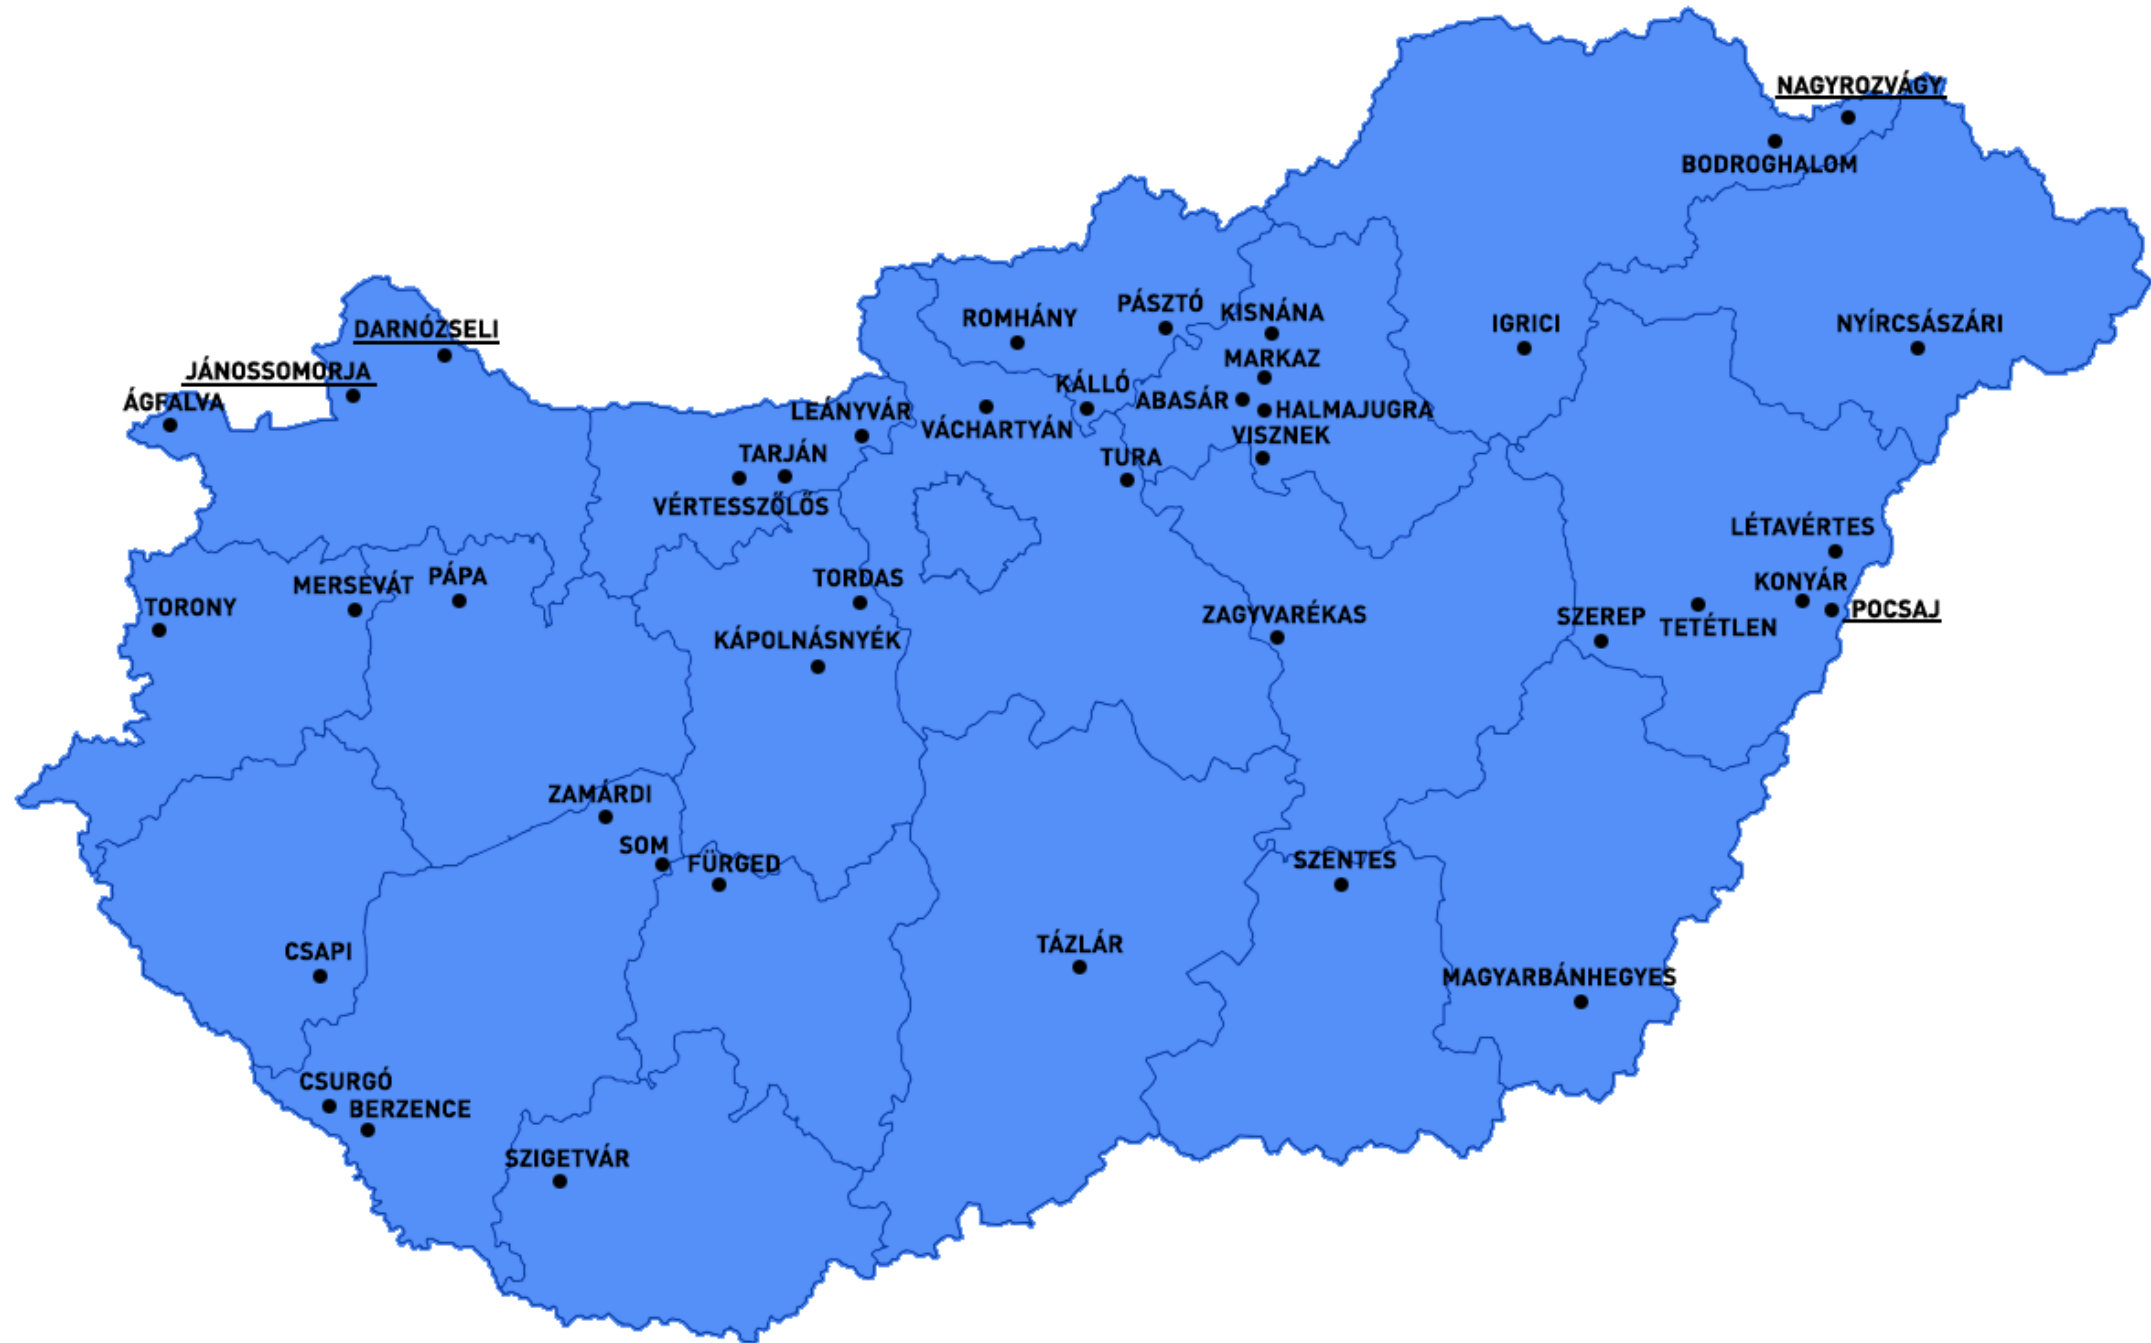 NAGYROZVÁGY
BODROGHALOM
PÁSZTÓ
KISNÁNA
ROMHÁNY
IGRICI
NYÍRCSÁSZÁRI
DARNÓZSELI
MARKAZ
JÁNOSSOMORJA
KÁLLÓ
ÁGFALVA
ABASÁR
LEÁNYVÁR
HALMAJUGRA
VÁCHARTYÁN
VISZNEK
TARJÁN
TURA
VÉRTESSZŐLŐS
LÉTAVÉRTES
PÁPA
TORDAS
KONYÁR
MERSEVÁT
TORONY
POCSAJ
ZAGYVARÉKAS
SZEREP
TETÉTLEN
KÁPOLNÁSNYÉK
ZAMÁRDI
SOM
FÜRGED
SZENTES
TÁZLÁR
CSAPI
MAGYARBÁNHEGYES
CSURGÓ
BERZENCE
SZIGETVÁR